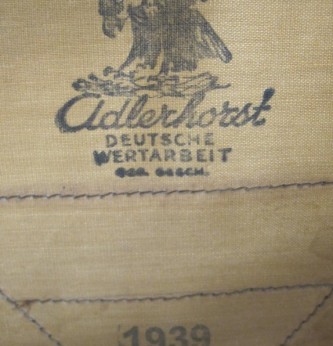 Adlerhorst
DEUTSCHE
WERTARBEIT
GES. GESCH.
1939